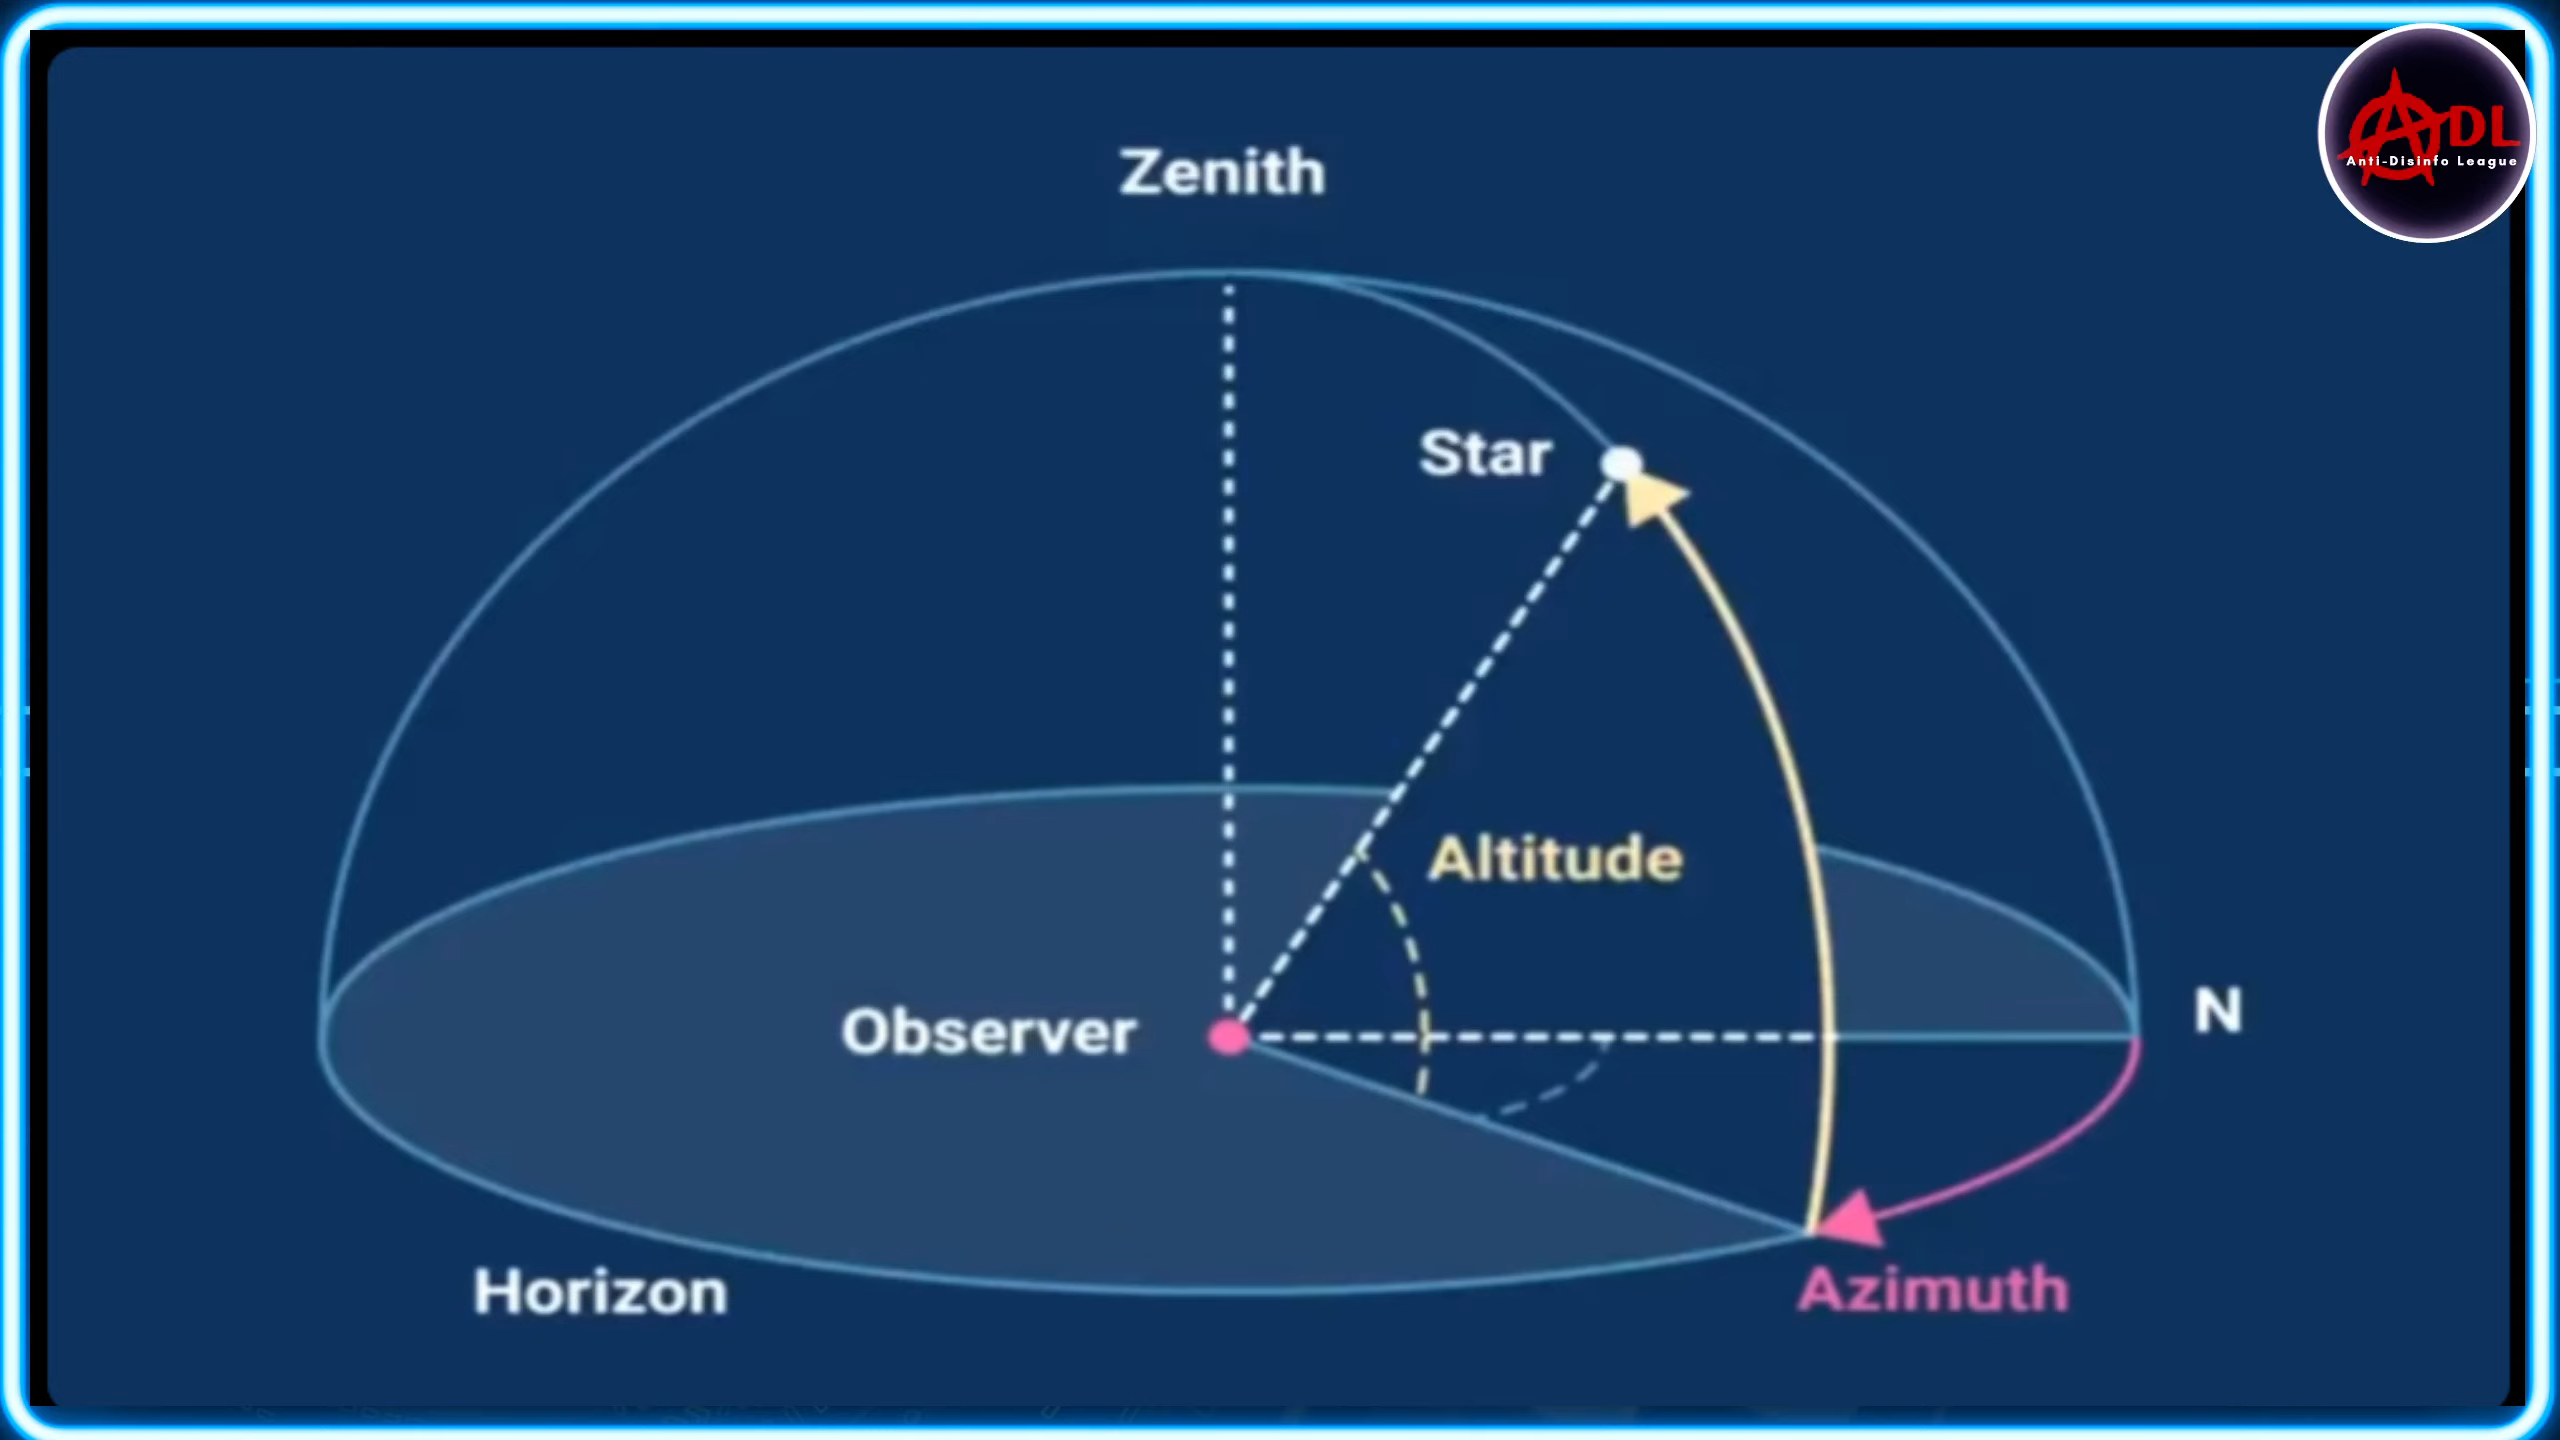 ADL
Anti-Disinfo League
Zenith
Star
Altitude
Observer
N
Horizon
Azimuth